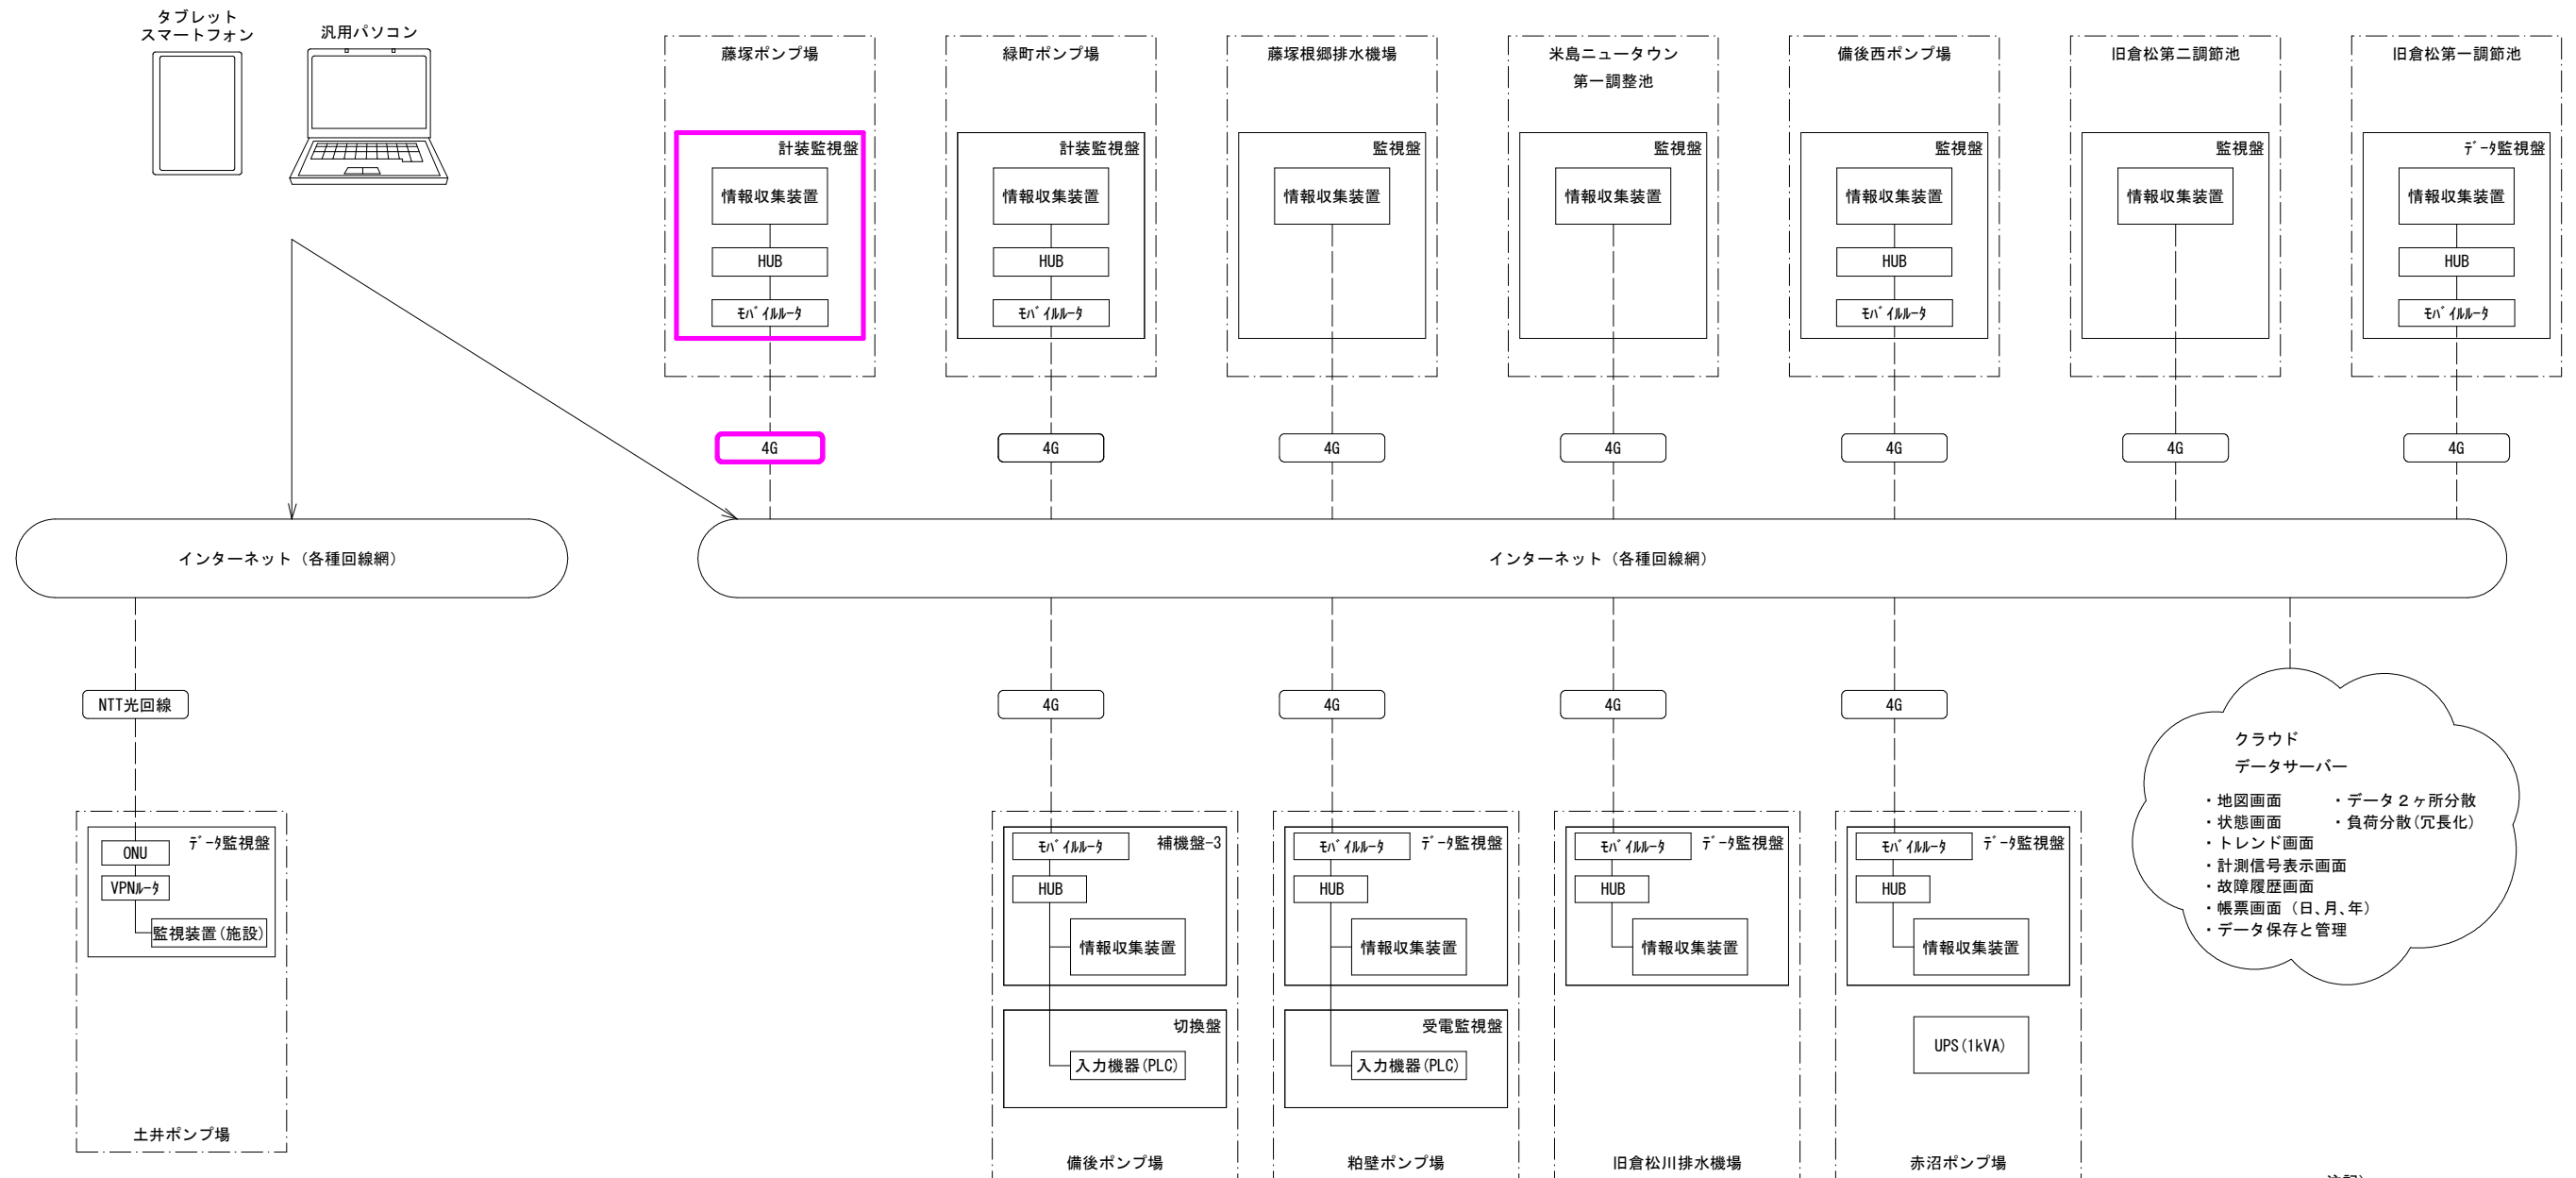 タブレット
スマートフォン
汎用パソコン
藤塚ポンプ場
計装監視盤
情報収集装置
HUB
ﾓﾊﾞｲﾙﾙｰﾀ
4G
緑町ポンプ場
計装監視盤
情報収集装置
HUB
ﾓﾊﾞｲﾙﾙｰﾀ
4G
藤塚根郷排水機場
監視盤
情報収集装置
4G
米島ニュータウン
第一調整池
監視盤
情報収集装置
4G
備後西ポンプ場
監視盤
情報収集装置
HUB
ﾓﾊﾞｲﾙﾙｰﾀ
4G
旧倉松第二調節池
監視盤
情報収集装置
4G
旧倉松第一調節池
ﾃﾞｰﾀ監視盤
情報収集装置
HUB
ﾓﾊﾞｲﾙﾙｰﾀ
4G
インターネット（各種回線網）
インターネット（各種回線網）
NTT光回線
ﾃﾞｰﾀ監視盤
ONU
VPNﾙｰﾀ
監視装置(施設)
土井ポンプ場
4G
補機盤-3
ﾓﾊﾞｲﾙﾙｰﾀ
HUB
情報収集装置
切換盤
入力機器(PLC)
備後ポンプ場
4G
ﾃﾞｰﾀ監視盤
ﾓﾊﾞｲﾙﾙｰﾀ
HUB
情報収集装置
受電監視盤
入力機器(PLC)
粕壁ポンプ場
4G
ﾃﾞｰﾀ監視盤
ﾓﾊﾞｲﾙﾙｰﾀ
HUB
情報収集装置
旧倉松川排水機場
4G
ﾃﾞｰﾀ監視盤
ﾓﾊﾞｲﾙﾙｰﾀ
HUB
情報収集装置
UPS(1kVA)
赤沼ポンプ場
クラウド
データサーバー
・地図画面
・状態画面
・トレンド画面
・計測信号表示画面
・故障履歴画面
・帳票画面（日、月、年）
・データ保存と管理
・データ２ヶ所分散
・負荷分散(冗長化)